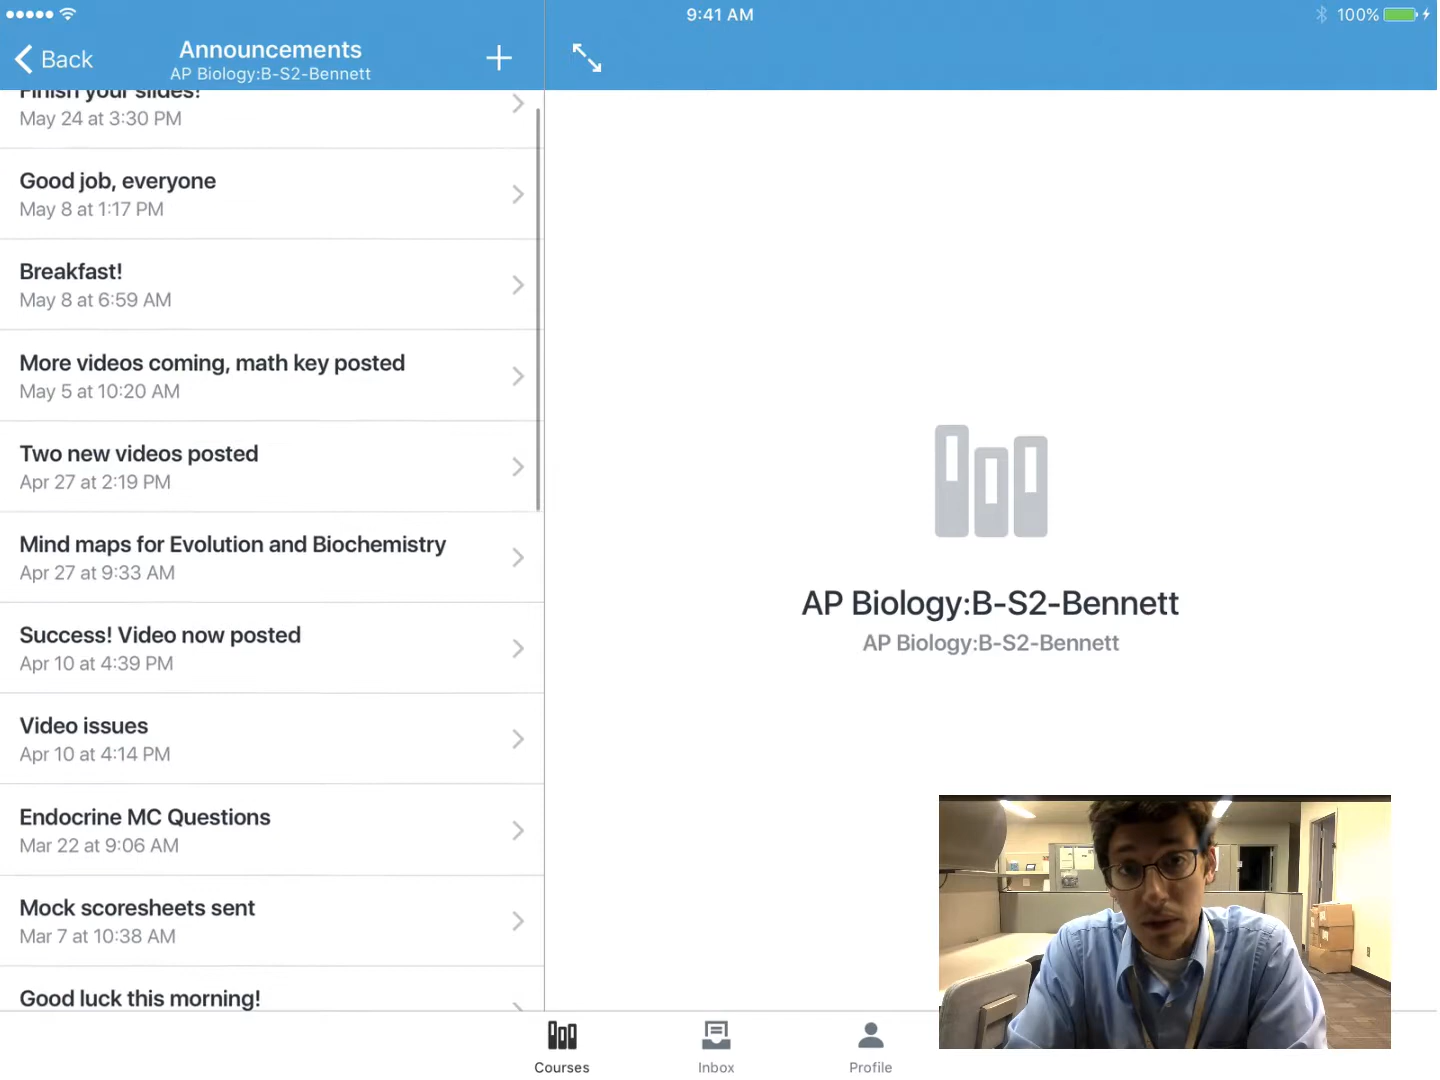 9:41 AM
100%
Back
Announcements
AP Biology:B-S2-Bennett
Finish your slides!
May 24 at 3:30 PM
Good job, everyone
May 8 at 1:17 PM
Breakfast!
May 8 at 6:59 AM
More videos coming, math key posted
May 5 at 10:20 AM
Two new videos posted
Apr 27 at 2:19 PM
Mind maps for Evolution and Biochemistry
Apr 27 at 9:33 AM
Success! Video now posted
Apr 10 at 4:39 PM
Video issues
Apr 10 at 4:14 PM
Endocrine MC Questions
Mar 22 at 9:06 AM
Mock scoresheets sent
Mar 7 at 10:38 AM
Good luck this morning!
AP Biology:B-S2-Bennett
AP Biology:B-S2-Bennett
Courses
Inbox
Profile